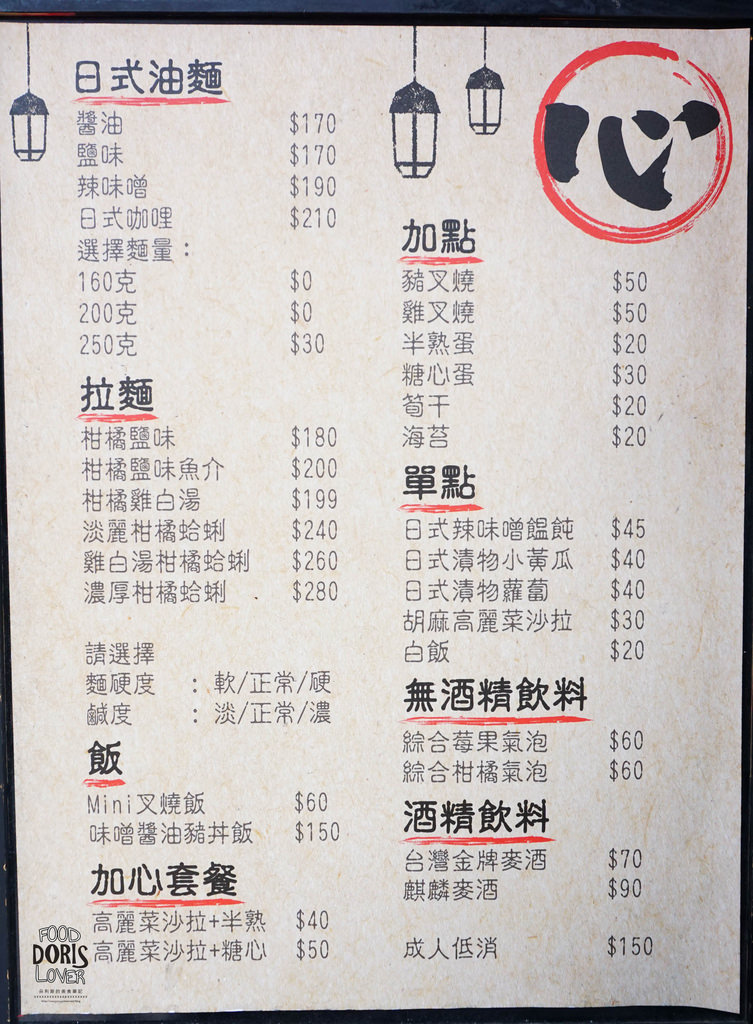 日式油麵
醬油 $170
鹽味 $170
辣味噌 $190
日式咖哩 $210
選擇麵量：
160克 $0
200克 $0
250克 $30
拉麵
柑橘鹽味 $180
柑橘鹽味魚介 $200
柑橘雞白湯 $199
淡麗柑橘蛤蜊 $240
雞白湯柑橘蛤蜊 $260
濃厚柑橘蛤蜊 $280
請選擇
麵硬度 ：軟/正常/硬
鹹度 ：淡/正常/濃
飯
Mini叉燒飯 $60
味噌醬油豬丼飯 $150
加心套餐
高麗菜沙拉+半熟 $40
高麗菜沙拉+糖心 $50
心
加點
豬叉燒 $50
雞叉燒 $50
半熟蛋 $20
糖心蛋 $30
筍干 $20
海苔 $20
單點
日式辣味噌餛飩 $45
日式漬物小黃瓜 $40
日式漬物蘿蔔 $40
胡麻高麗菜沙拉 $30
白飯 $20
無酒精飲料
綜合莓果氣泡 $60
綜合柑橘氣泡 $60
酒精飲料
台灣金牌麥酒 $70
麒麟麥酒 $90
成人低消 $150
FOOD
DORIS
LOVER